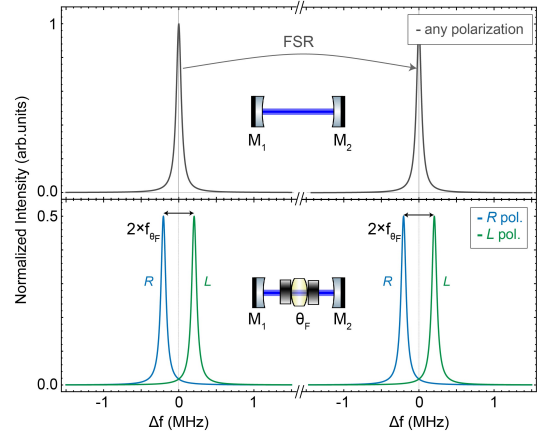 Normalized Intensity (arb.units)
1
0.0
FSR
- any polarization
M1
M2
0.5
0.0
2×fθF
R
L
M1
θF
M2
2×fθF
R
L
- R pol.
- L pol.
-1
0
1
-1
0
1
Δf (MHz)
Δf (MHz)